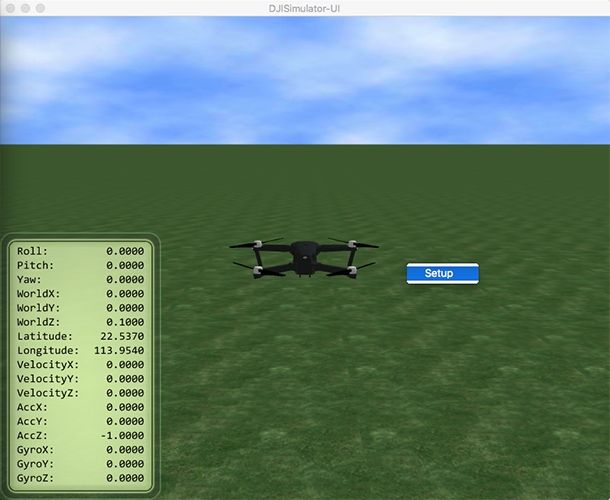 DJISimulator-UI
Setup
Roll: 0.0000
Pitch: 0.0000
Yaw: 0.0000
WorldX: 0.0000
WorldY: 0.0000
WorldZ: 0.1000
Latitude: 22.5370
Longitude: 113.9540
VelocityX: 0.0000
VelocityY: 0.0000
VelocityZ: 0.0000
AccX: 0.0000
AccY: 0.0000
AccZ: -1.0000
GyroX: 0.0000
GyroY: 0.0000
GyroZ: 0.0000